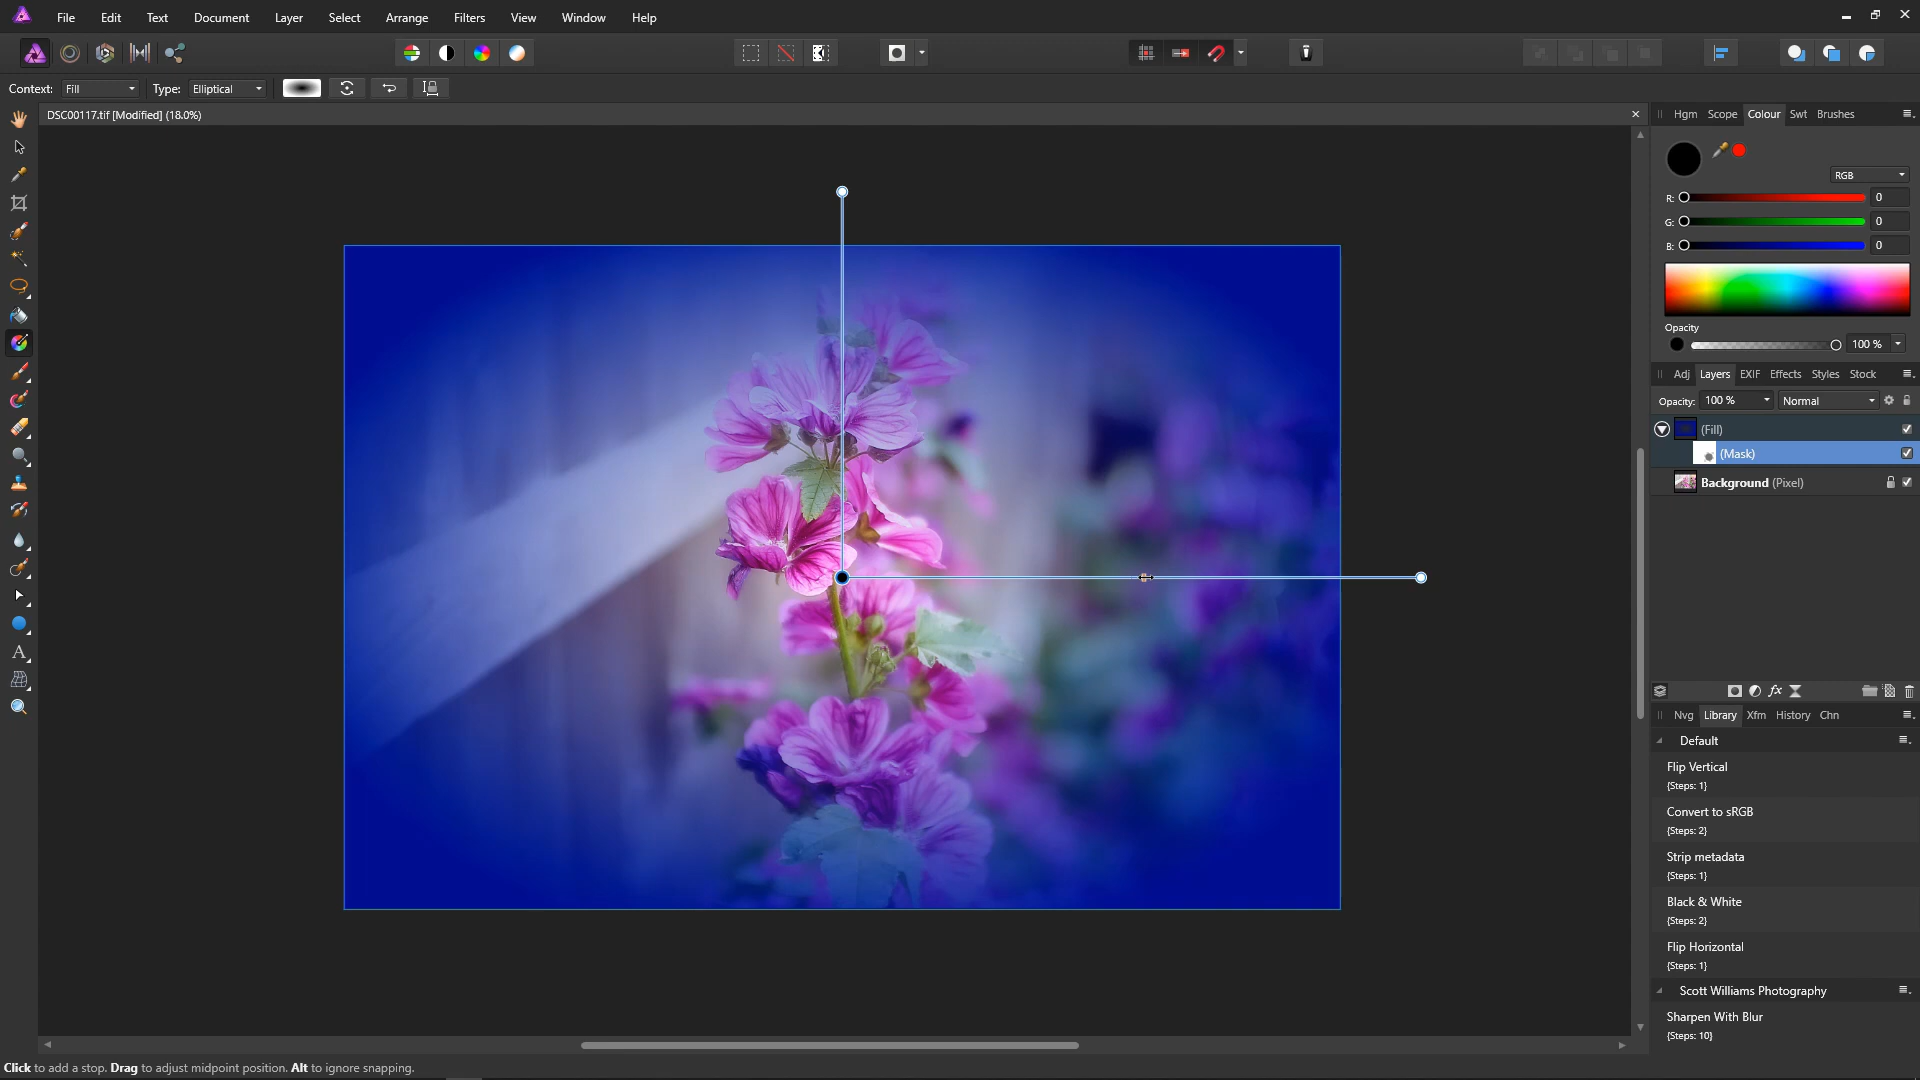 File Edit Text Document Layer Select Arrange Filters View Window Help
Context: Fill Type: Elliptical
DSC00117.tif [Modified] (18.0%)
Hgm Scope Colour Swt Brushes
RGB
R: 0
G: 0
B: 0
Opacity
100 %
Adj Layers EXIF Effects Styles Stock
Opacity: 100 % Normal
(Fill)
(Mask)
Background (Pixel)
fx
Nvg Library Xfm History Chn
Default
Flip Vertical
{Steps: 1}
Convert to sRGB
{Steps: 2}
Strip metadata
{Steps: 1}
Black & White
{Steps: 2}
Flip Horizontal
{Steps: 1}
Scott Williams Photography
Sharpen With Blur
{Steps: 10}
Click to add a stop. Drag to adjust midpoint position. Alt to ignore snapping.